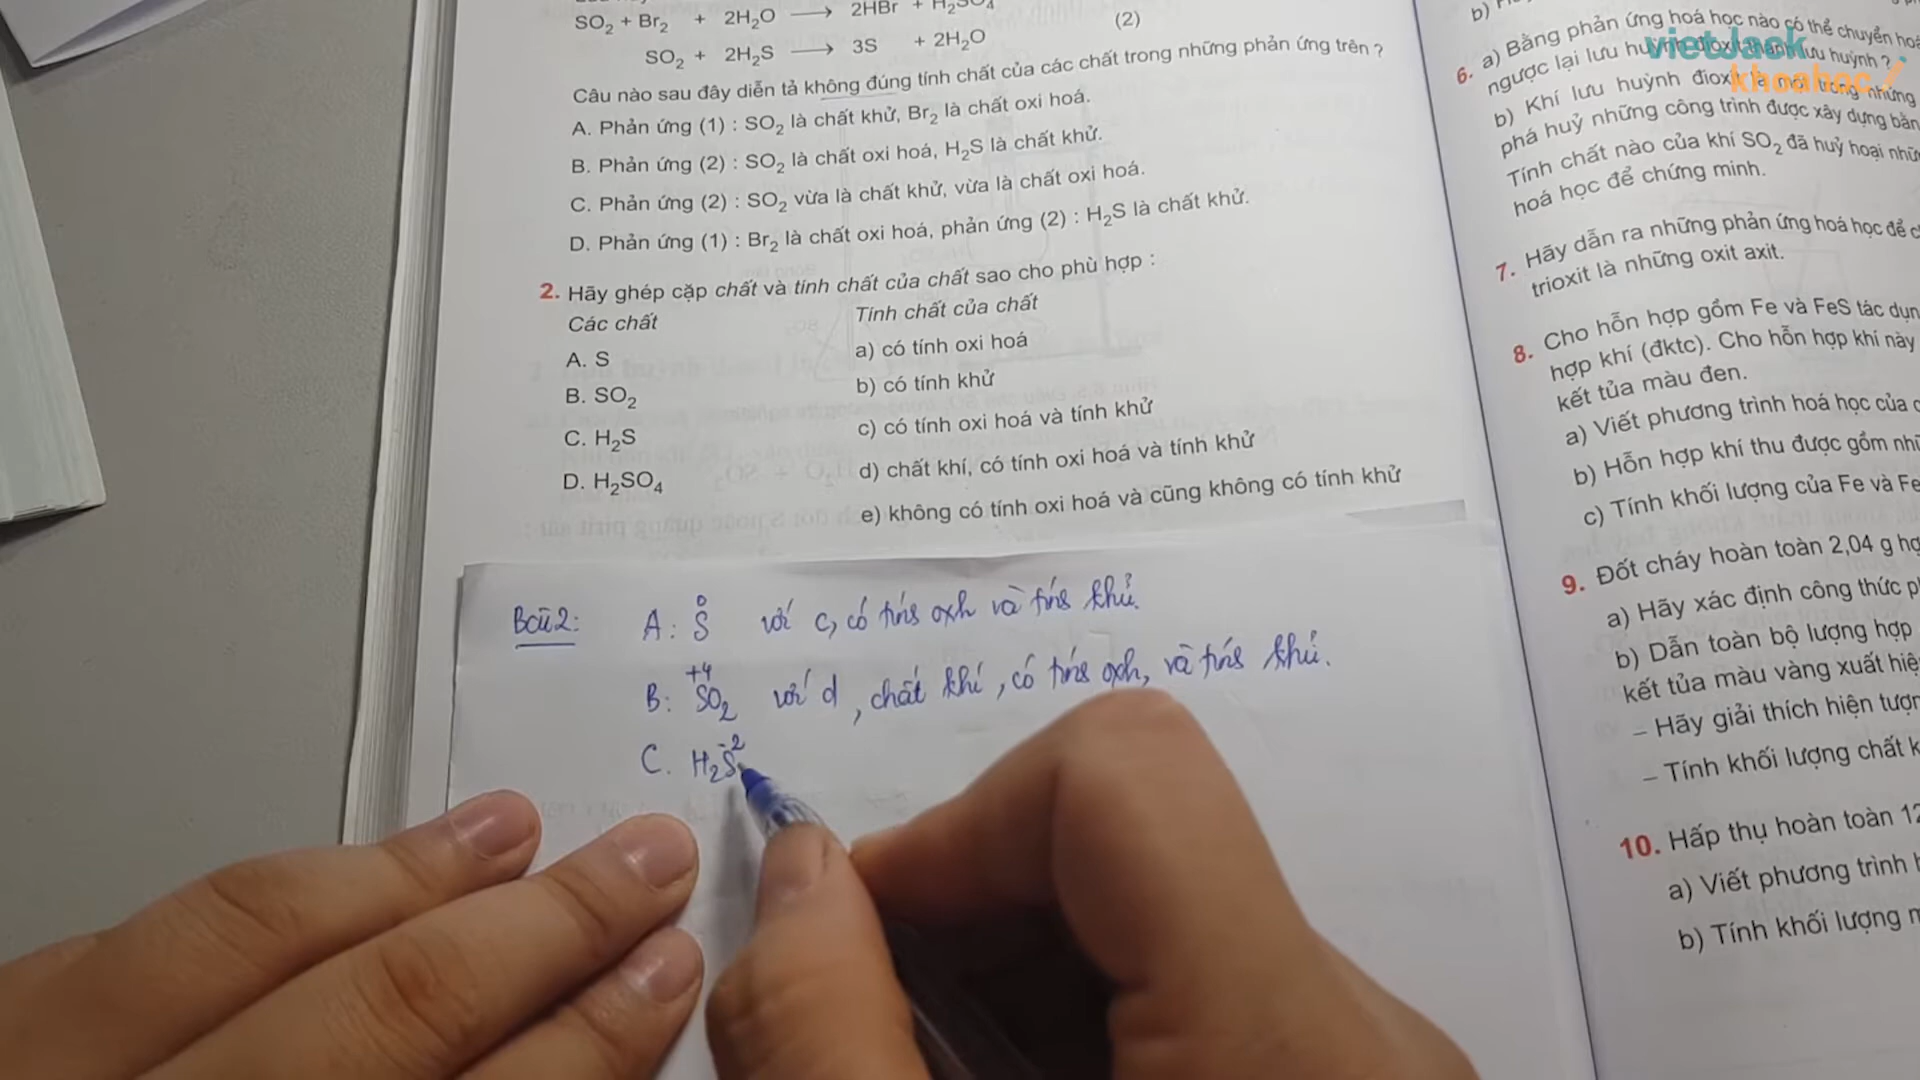 SO₂ + Br₂ + 2H₂O ⟶ 2HBr + H₂SO₄
SO₂ + 2H₂S ⟶ 3S + 2H₂O (2)
Câu nào sau đây diễn tả không đúng tính chất của các chất trong những phản ứng trên ?
A. Phản ứng (1) : SO₂ là chất khử, Br₂ là chất oxi hoá.
B. Phản ứng (2) : SO₂ là chất oxi hoá, H₂S là chất khử.
C. Phản ứng (2) : SO₂ vừa là chất khử, vừa là chất oxi hoá.
D. Phản ứng (1) : Br₂ là chất oxi hoá, phản ứng (2) : H₂S là chất khử.
2. Hãy ghép cặp chất và tính chất của chất sao cho phù hợp :
Các chất Tính chất của chất
A. S a) có tính oxi hoá
B. SO₂ b) có tính khử
C. H₂S c) có tính oxi hoá và tính khử
D. H₂SO₄ d) chất khí, có tính oxi hoá và tính khử
e) không có tính oxi hoá và cũng không có tính khử
Bài 2: A: S⁰ với c, có tính oxh và tính khử.
B: S⁺⁴O₂ với d, chất khí, có tính oxh, và tính khử.
C. H₂S⁻²
b)
6. a) Bằng phản ứng hoá học nào có thể chuyển
ngược lại lưu huỳnh đioxit thành lưu huỳnh ?
b) Khí lưu huỳnh đioxit là một trong những
phá huỷ những công trình được xây dựng
Tính chất nào của khí SO₂ đã huỷ hoại
hoá học để chứng minh.
7. Hãy dẫn ra những phản ứng hoá học để
trioxit là những oxit axit.
8. Cho hỗn hợp gồm Fe và FeS tác
hợp khí (đktc). Cho hỗn hợp khí này
kết tủa màu đen.
a) Viết phương trình hoá học của
b) Hỗn hợp khí thu được gồm
c) Tính khối lượng của Fe và
9. Đốt cháy hoàn toàn 2,04 g
a) Hãy xác định công thức
b) Dẫn toàn bộ lượng hợp
kết tủa màu vàng xuất
– Hãy giải thích hiện
– Tính khối lượng chất
10. Hấp thụ hoàn toàn
a) Viết phương trình
b) Tính khối lượng
vietJack
khoahoc